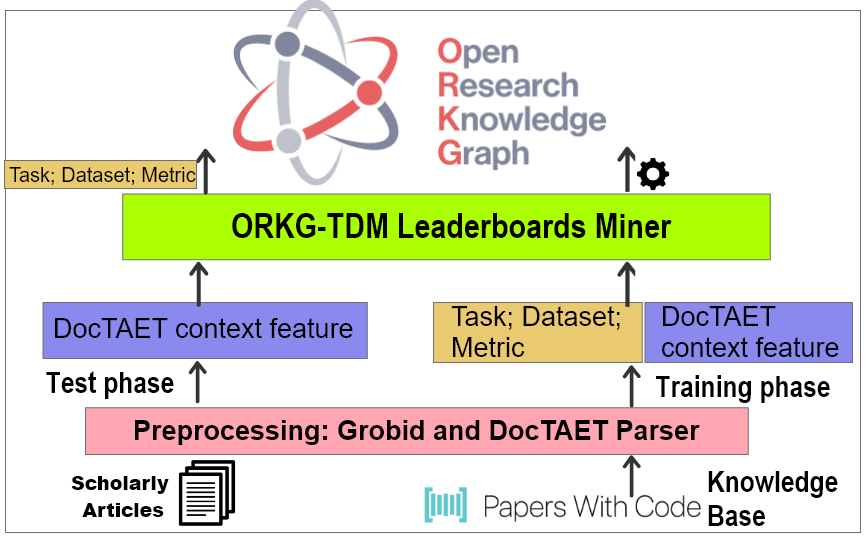 Open
Research
Knowledge
Graph
Task; Dataset; Metric
ORKG-TDM Leaderboards Miner
DocTAET context feature
Task; Dataset;
Metric
DocTAET
context feature
Test phase
Training phase
Preprocessing: Grobid and DocTAET Parser
Scholarly
Articles
Papers With Code
Knowledge
Base